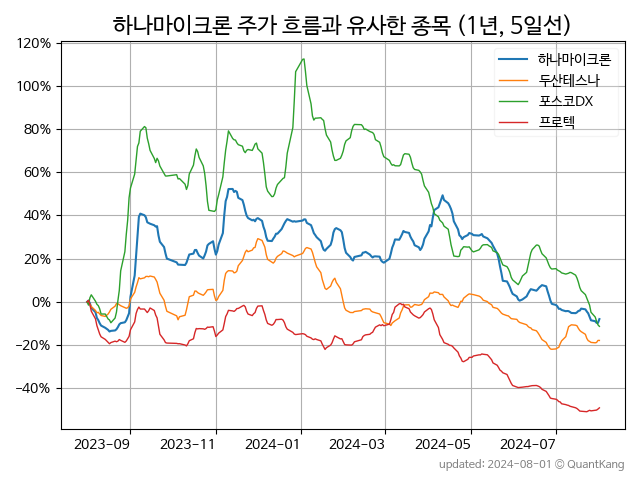 하나마이크론 주가 흐름과 유사한 종목 (1년, 5일선)
120%
100%
80%
60%
40%
20%
0%
−20%
−40%
하나마이크론
두산테스나
포스코DX
프로텍
2023-09
2023-11
2024-01
2024-03
2024-05
2024-07
updated: 2024-08-01 © QuantKang